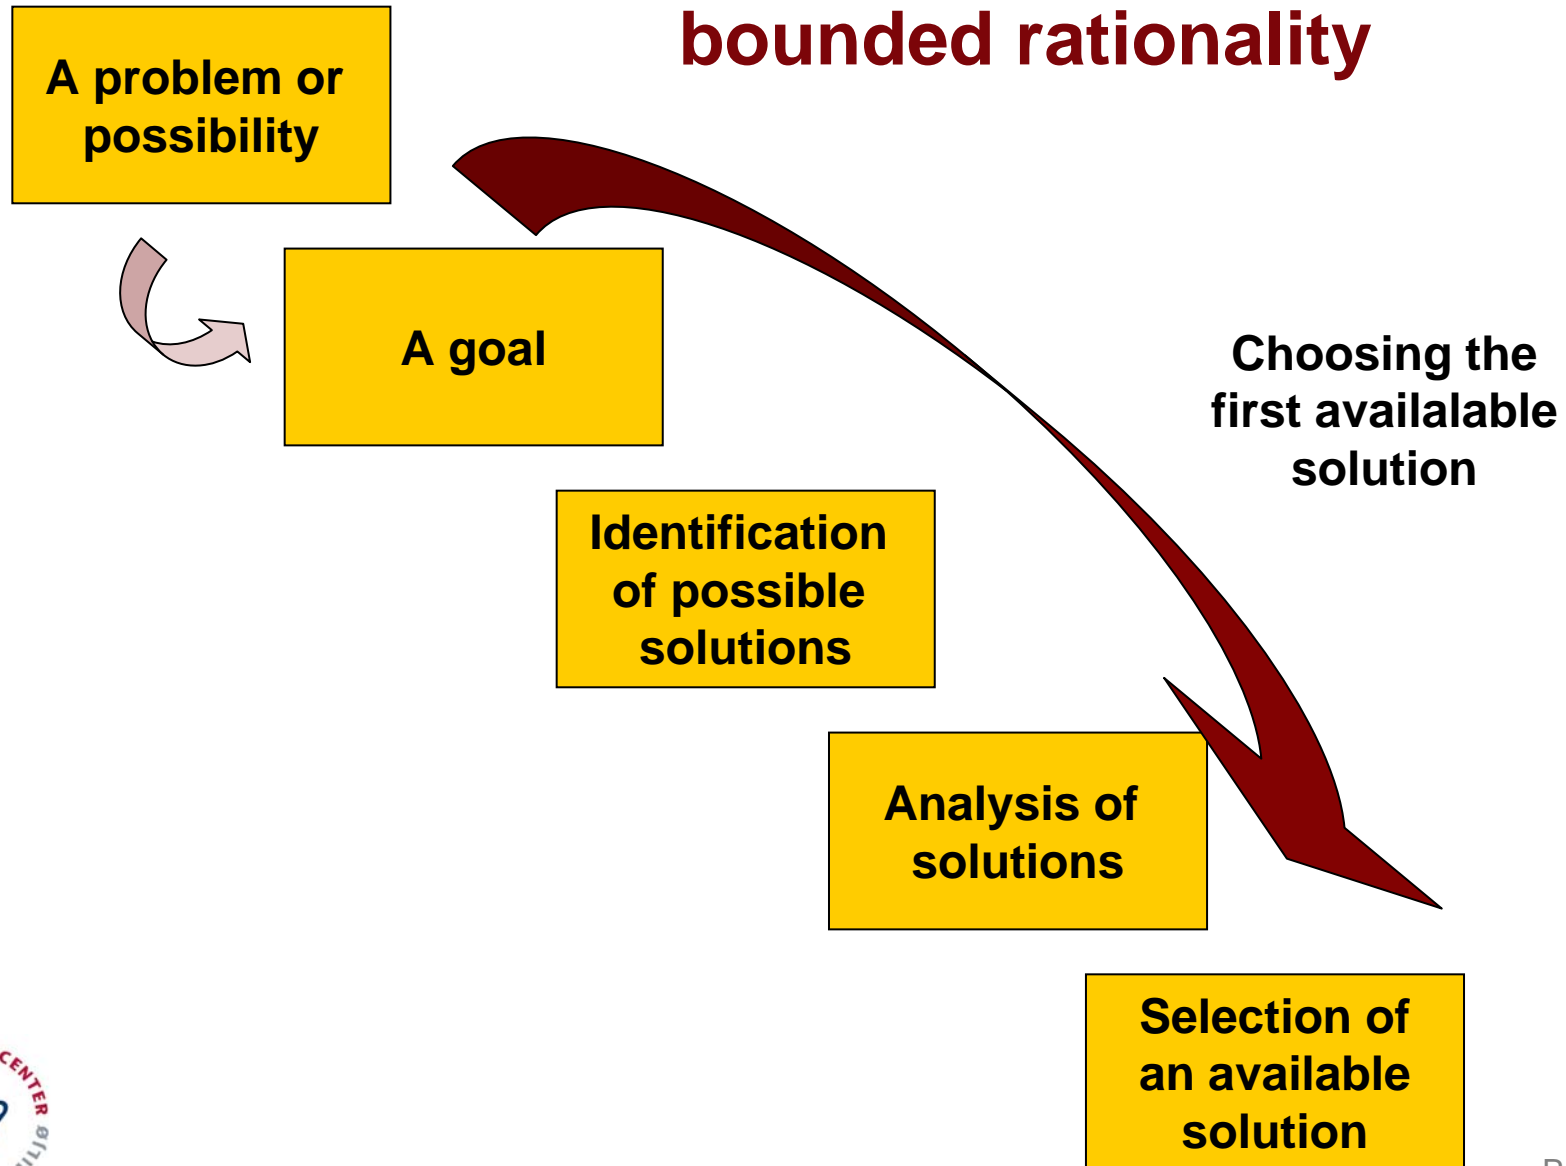 bounded rationality
A problem or
possibility
A goal
Choosing the
first availalable
solution
Identification
of possible
solutions
Analysis of
solutions
Selection of
an available
solution
CENTER